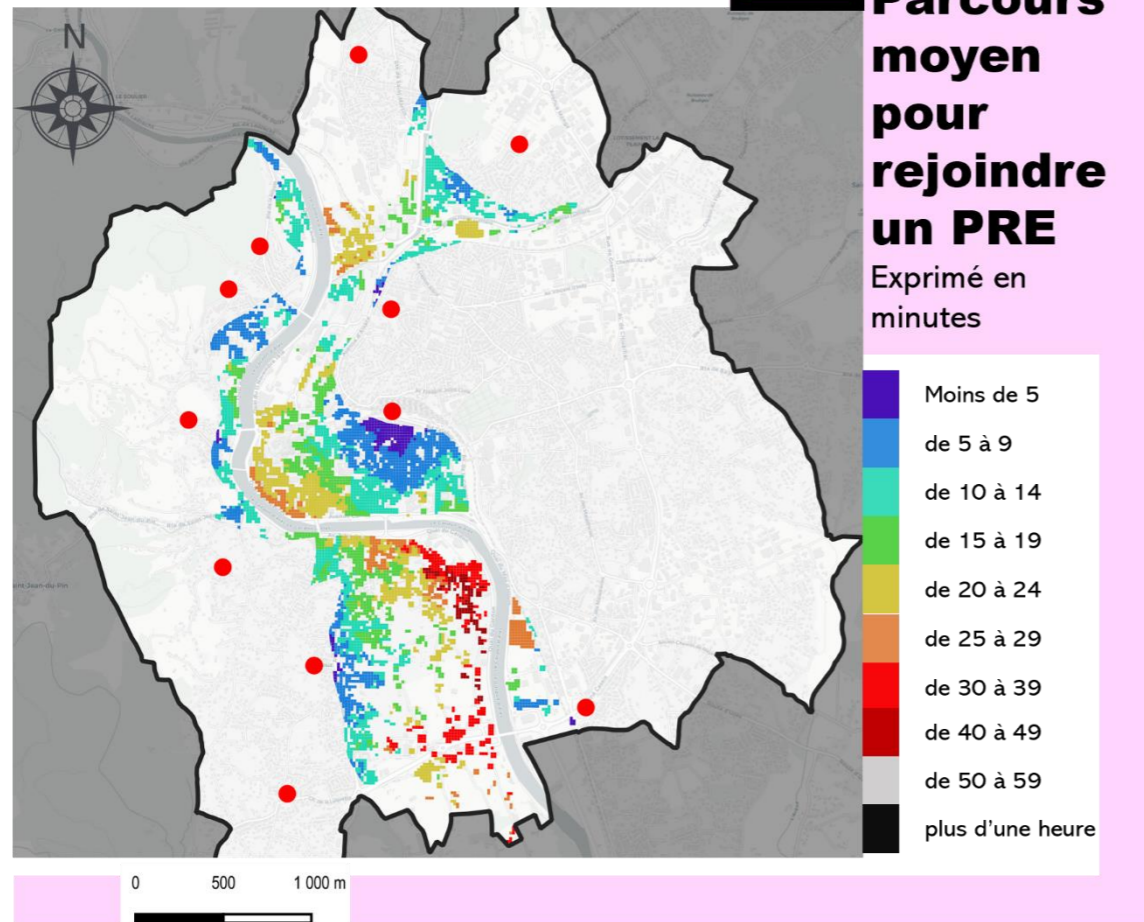 N
Parcours
moyen
pour
rejoindre
un PRE
Exprimé en
minutes
Moins de 5
de 5 à 9
de 10 à 14
de 15 à 19
de 20 à 24
de 25 à 29
de 30 à 39
de 40 à 49
de 50 à 59
plus d'une heure
0 500 1 000 m